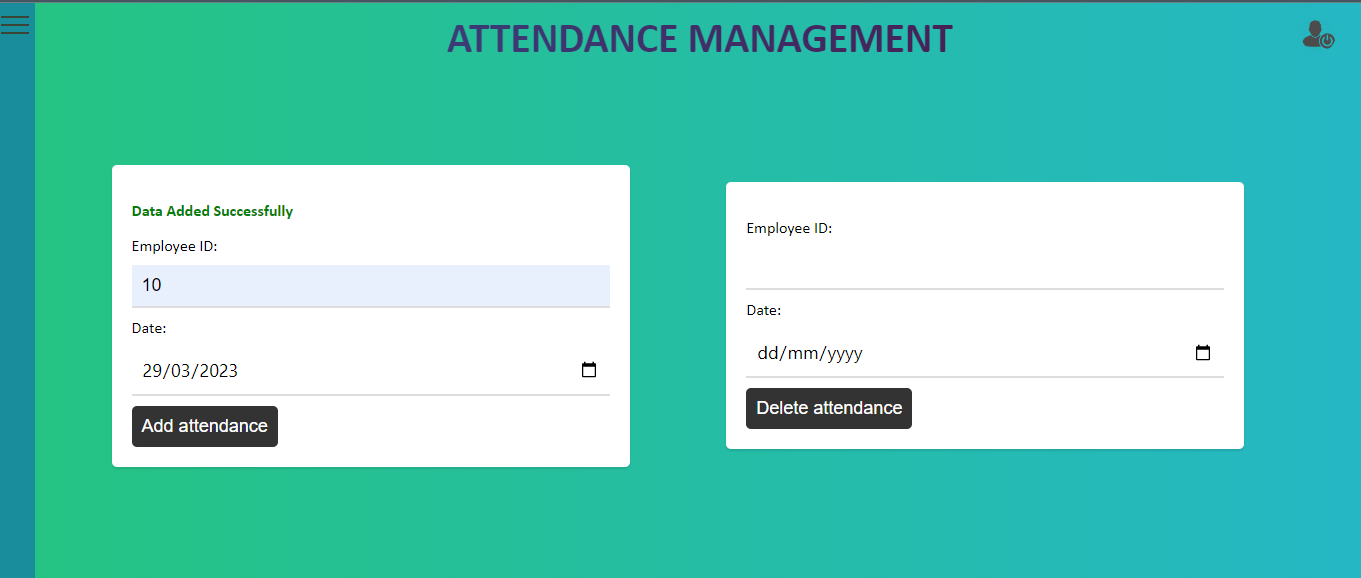 ATTENDANCE MANAGEMENT
Data Added Successfully
Employee ID:
10
Date:
29/03/2023
Add attendance
Employee ID:
Date:
dd/mm/yyyy
Delete attendance